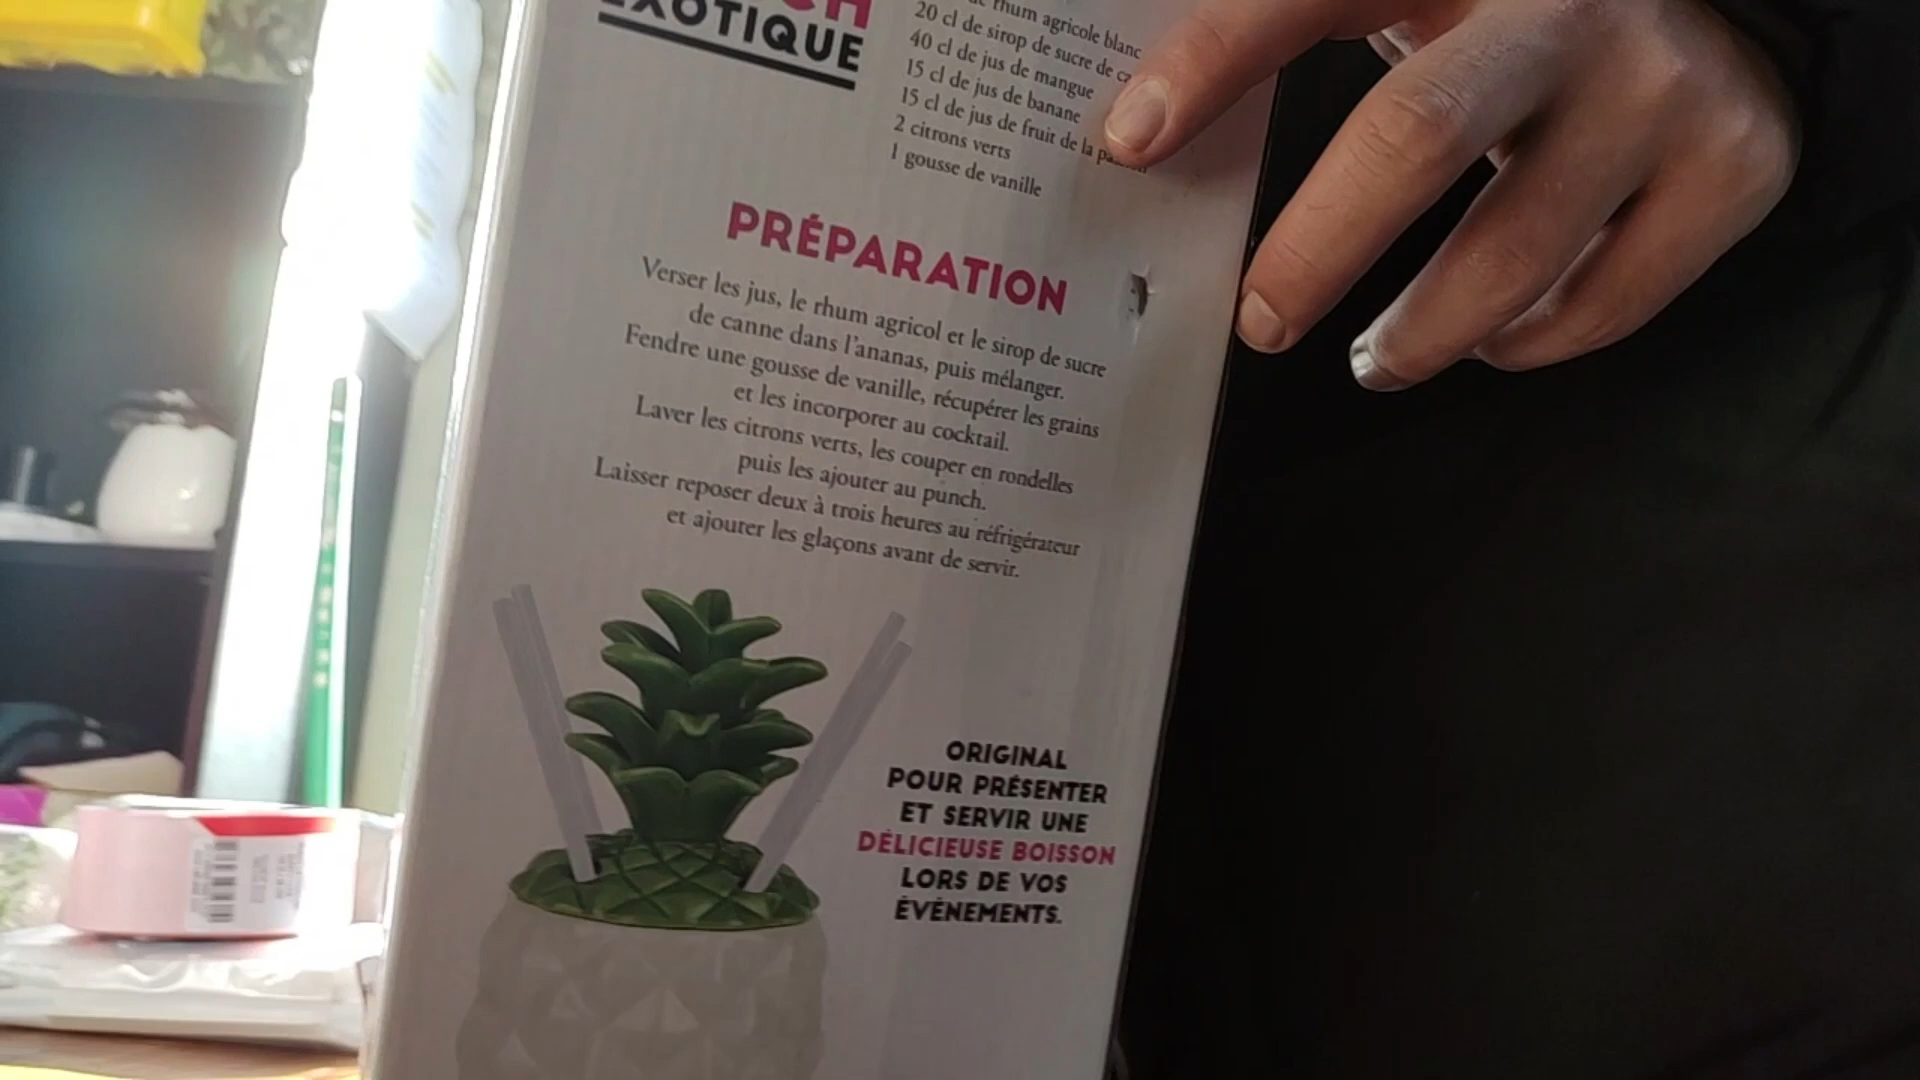 EXOTIQUE
rhum agricole blanc
20 cl de sirop de sucre de
40 cl de jus de mangue
15 cl de jus de banane
15 cl de jus de fruit de la
2 citrons verts
1 gousse de vanille
PRÉPARATION
Verser les jus, le rhum agricol et le sirop de sucre
de canne dans l'ananas, puis mélanger.
Fendre une gousse de vanille, récupérer les grains
et les incorporer au cocktail.
Laver les citrons verts, les couper en rondelles
puis les ajouter au punch.
Laisser reposer deux à trois heures au réfrigérateur
et ajouter les glaçons avant de servir.
ORIGINAL
POUR PRÉSENTER
ET SERVIR UNE
DÉLICIEUSE BOISSON
LORS DE VOS
ÉVÉNEMENTS.